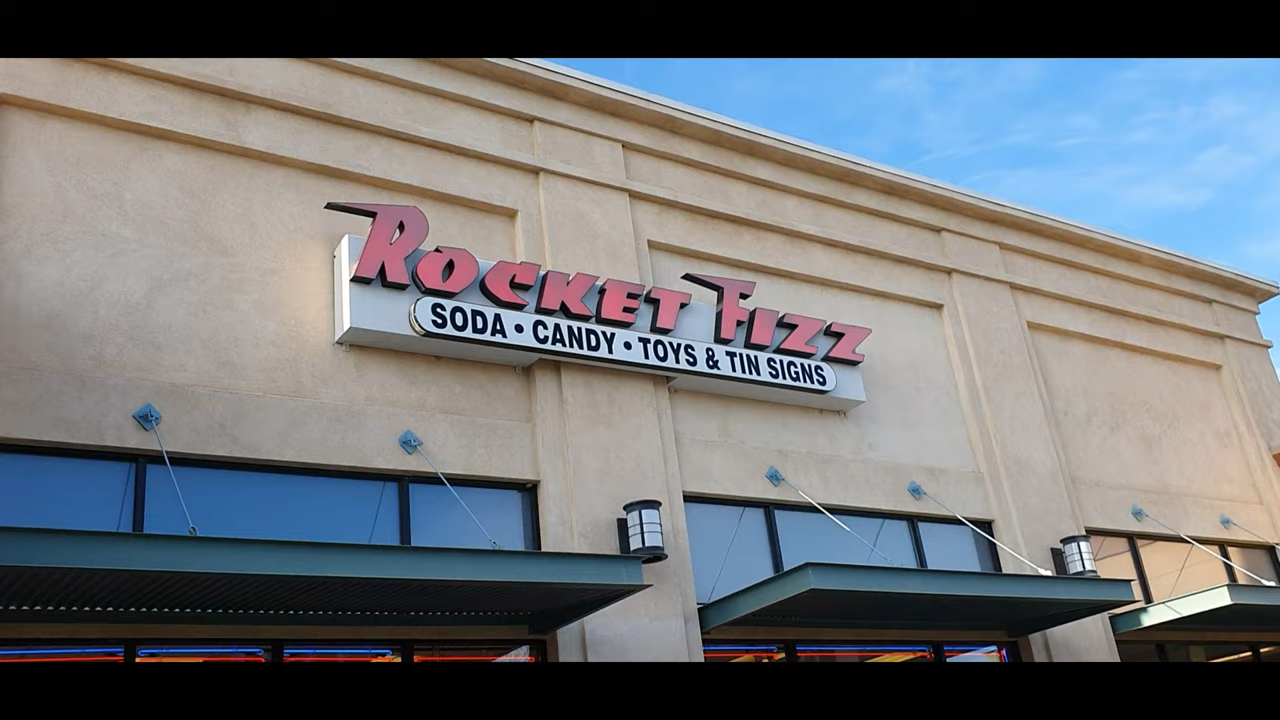 ROCKET FIZZ
SODA • CANDY • TOYS & TIN SIGNS